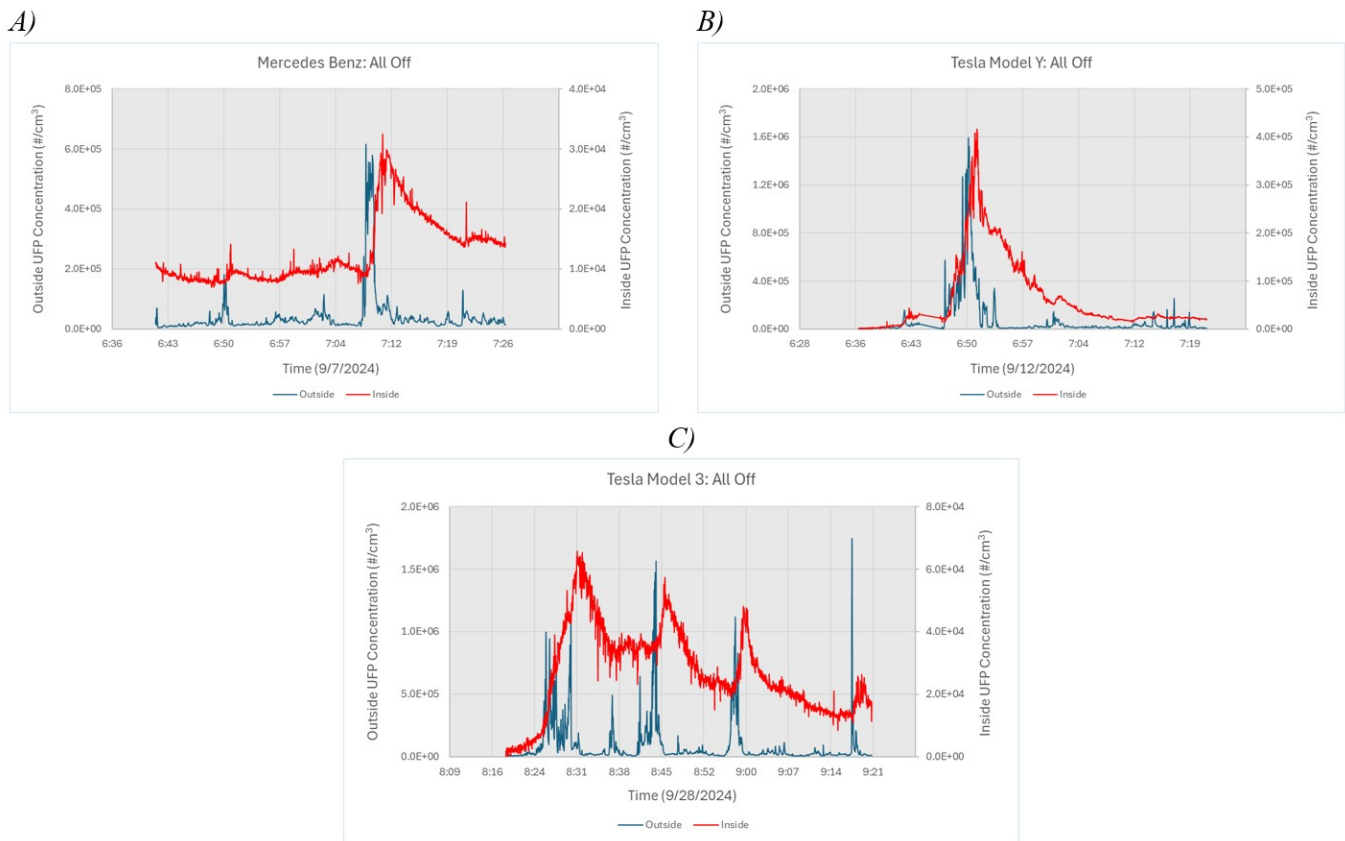 A)
Mercedes Benz: All Off
Outside UFP Concentration (#/cm³)
8.0E+05
6.0E+05
4.0E+05
2.0E+05
0.0E+00
4.0E+04
3.0E+04
2.0E+04
1.0E+04
0.0E+00
Inside UFP Concentration (#/cm³)
6:36 6:43 6:50 6:57 7:04 7:12 7:19 7:26
Time (9/7/2024)
Outside Inside
B)
Tesla Model Y: All Off
Outside UFP Concentration (#/cm³)
2.0E+06
1.6E+06
1.2E+06
8.0E+05
4.0E+05
0.0E+00
5.0E+05
4.0E+05
3.0E+05
2.0E+05
1.0E+05
0.0E+00
Inside UFP Concentration (#/cm³)
6:28 6:36 6:43 6:50 6:57 7:04 7:12 7:19
Time (9/12/2024)
Outside Inside
C)
Tesla Model 3: All Off
Outside UFP Concentration (#/cm³)
2.0E+06
1.5E+06
1.0E+06
5.0E+05
0.0E+00
8.0E+04
6.0E+04
4.0E+04
2.0E+04
0.0E+00
Inside UFP Concentration (#/cm³)
8:09 8:16 8:24 8:31 8:38 8:45 8:52 9:00 9:07 9:14 9:21
Time (9/28/2024)
Outside Inside